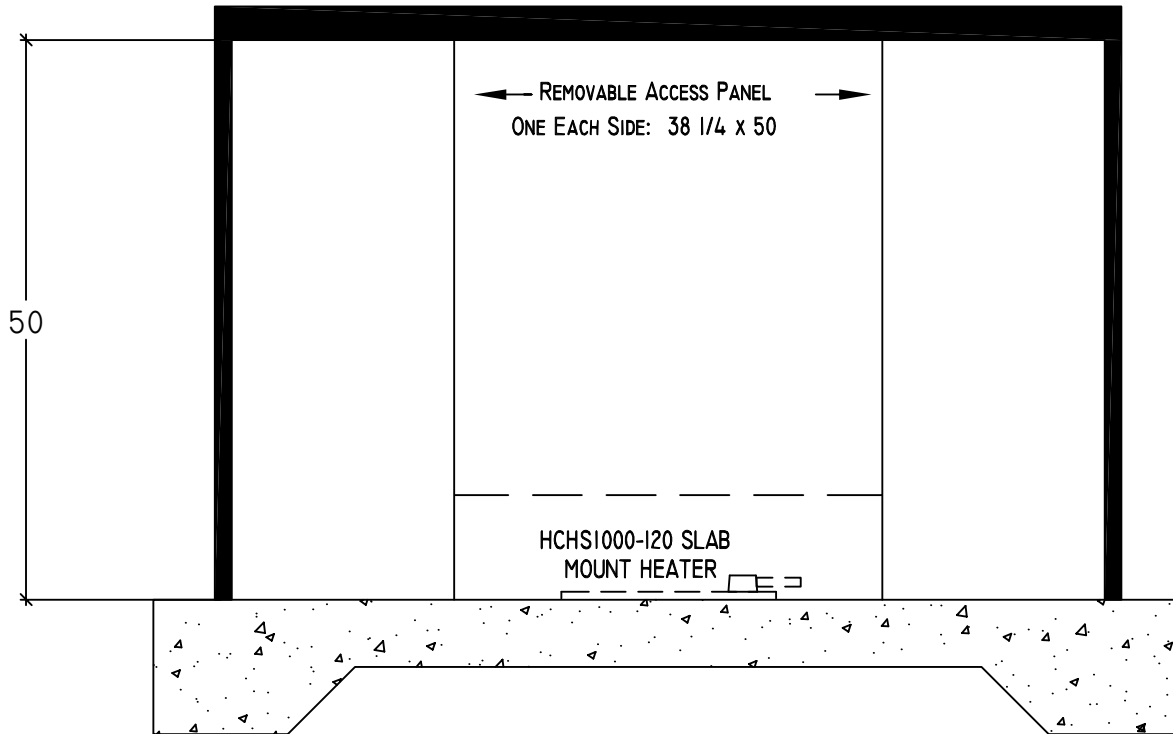 REMOVABLE ACCESS PANEL
ONE EACH SIDE: 38 1/4 X 50
50
HCHS1000-120 SLAB
MOUNT HEATER